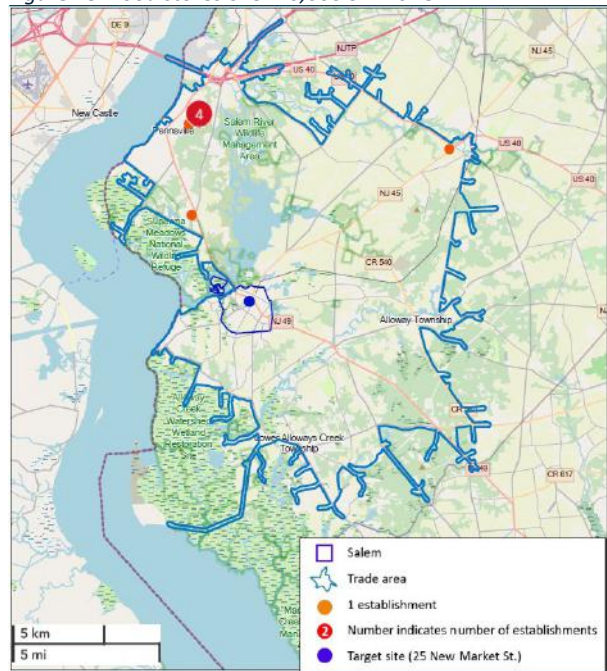 DE 9
NJTP
NJ 45
US 40
New Castle
4
Pennsville
Salem River
Wildlife
Management
Area
US 40
NJ 45
US 40
Supawna
Meadows
National
Wildlife
Refuge
CR 540
NJ 49
Alloway Township
Alloway
Creek
Watershed
Wetland
Restoration
Site
Lower Alloways Creek
Township
CR 617
Salem
Trade area
1 establishment
2 Number indicates number of establishments
Target site (25 New Market St.)
5 km
5 mi